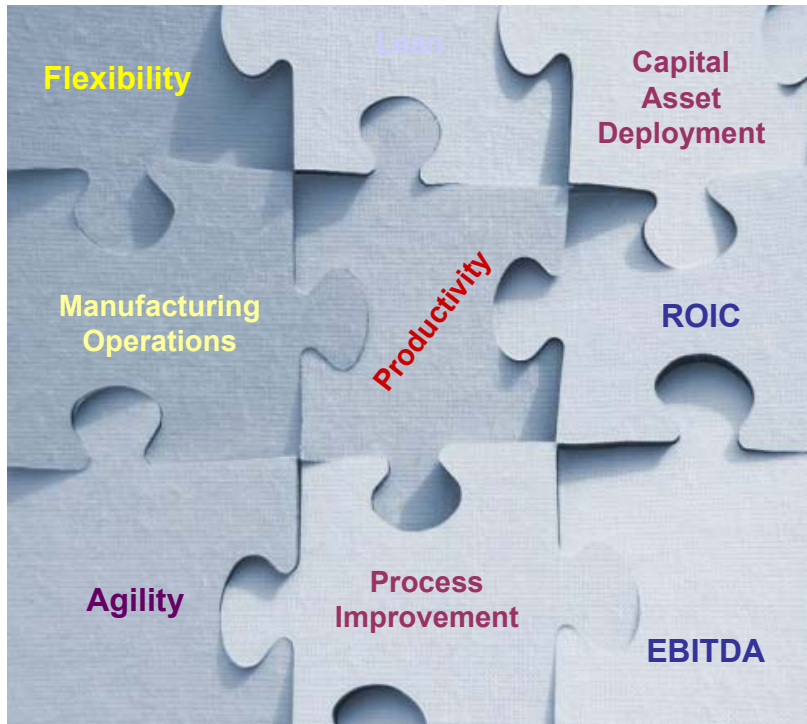 Lean
Flexibility
Capital
Asset
Deployment
Manufacturing
Operations
Productivity
ROIC
Agility
Process
Improvement
EBITDA